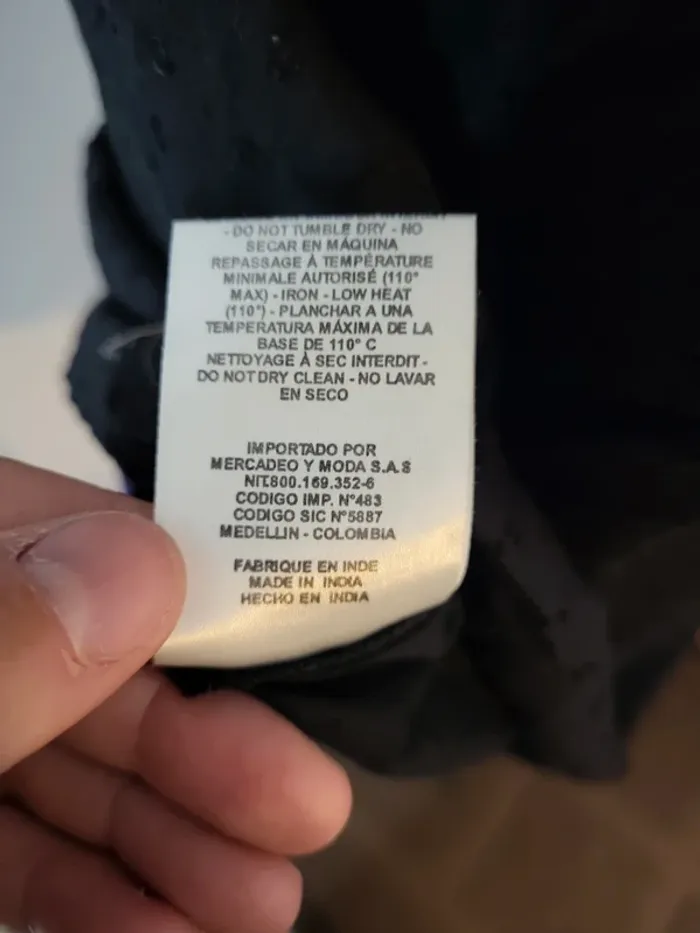 - DO NOT TUMBLE DRY - NO
SECAR EN MÁQUINA
REPASSAGE À TEMPÉRATURE
MINIMALE AUTORISÉ (110°
MAX) - IRON - LOW HEAT
(110°) - PLANCHAR A UNA
TEMPERATURA MÁXIMA DE LA
BASE DE 110° C
NETTOYAGE À SEC INTERDIT -
DO NOT DRY CLEAN - NO LAVAR
EN SECO
IMPORTADO POR
MERCADEO Y MODA S.A.S
NIT.800.169.352-6
CODIGO IMP. N°483
CODIGO SIC N°5887
MEDELLIN - COLOMBIA
FABRIQUE EN INDE
MADE IN INDIA
HECHO EN INDIA